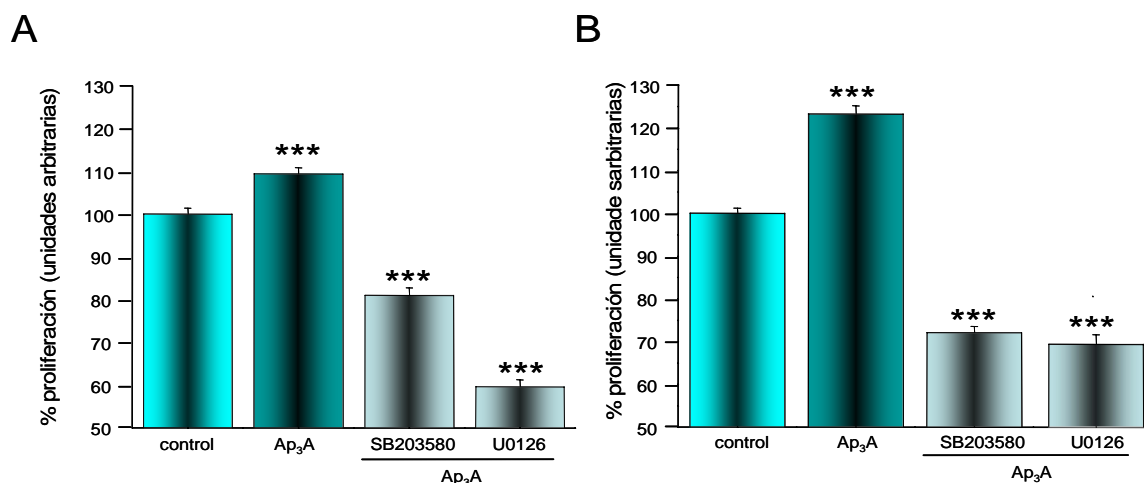 A
B
% proliferación (unidades arbitrarias)
130
120
110
100
90
80
70
60
50
***
***
***
control
Ap₃A
SB203580
U0126
Ap₃A
% proliferación (unidade sarbitrarias)
130
120
110
100
90
80
70
60
50
***
***
***
control
Ap₃A
SB203580
U0126
Ap₃A